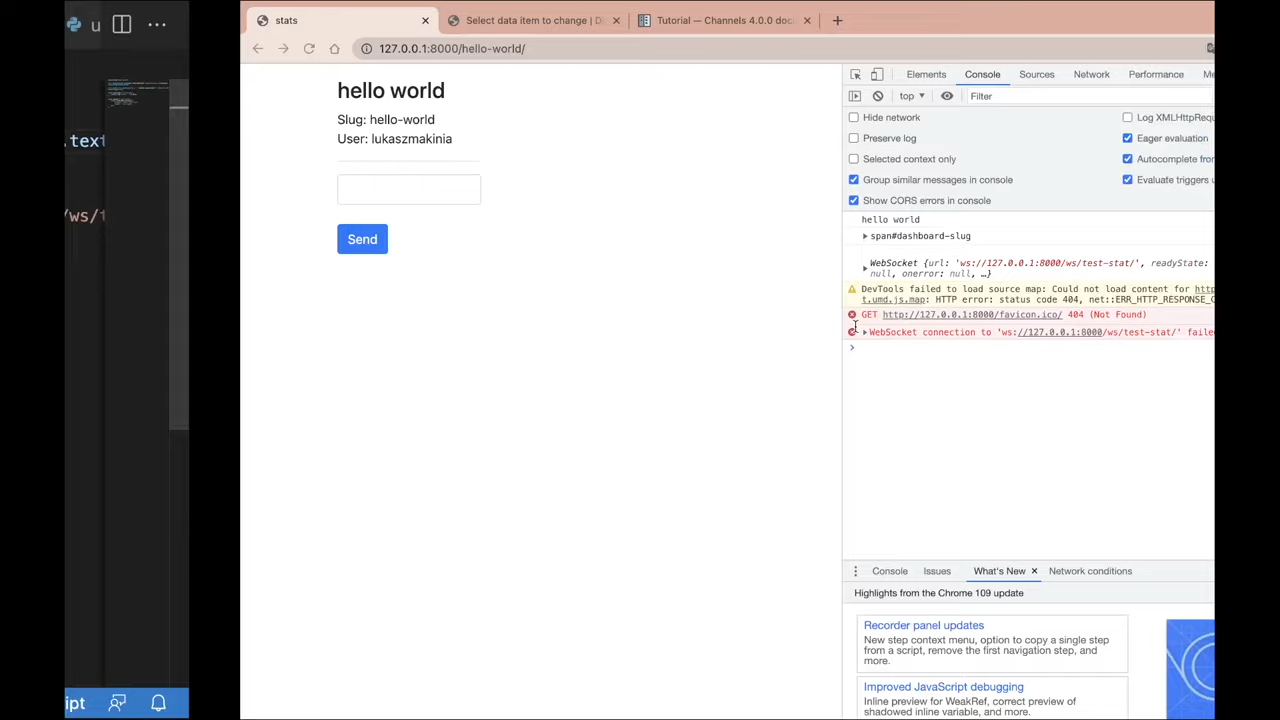 u
.text
/ws/t
ipt
stats
Select data item to change | D
Tutorial — Channels 4.0.0 doc
127.0.0.1:8000/hello-world/
hello world
Slug: hello-world
User: lukaszmakinia
Send
Elements Console Sources Network Performance Me
top Filter
Hide network
Log XMLHttpRequ
Preserve log
Eager evaluation
Selected context only
Autocomplete from
Group similar messages in console
Evaluate triggers u
Show CORS errors in console
hello world
span#dashboard-slug
WebSocket {url: 'ws://127.0.0.1:8000/ws/test-stat/', readyState:
null, onerror: null, …}
DevTools failed to load source map: Could not load content for http
t.umd.js.map: HTTP error: status code 404, net::ERR_HTTP_RESPONSE_C
GET http://127.0.0.1:8000/favicon.ico/ 404 (Not Found)
WebSocket connection to 'ws://127.0.0.1:8000/ws/test-stat/' faile
Console Issues What's New Network conditions
Highlights from the Chrome 109 update
Recorder panel updates
New step context menu, option to copy a single step
from a script, remove the first navigation step, and
more.
Improved JavaScript debugging
Inline preview for WeakRef, correct preview of
shadowed inline variable, and more.